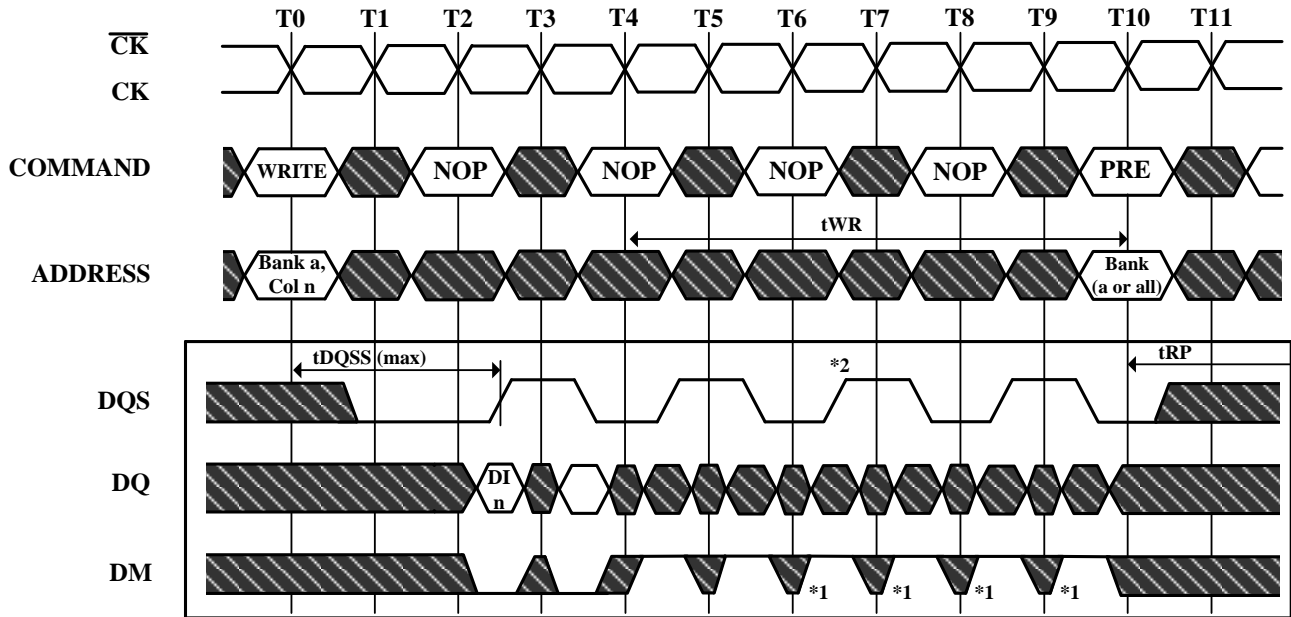 T0 T1 T2 T3 T4 T5 T6 T7 T8 T9 T10 T11
CK
CK
COMMAND WRITE NOP NOP NOP NOP PRE
tWR
ADDRESS Bank a, Col n Bank (a or all)
tDQSS (max) *2 tRP
DQS
DQ DI n
DM
*1 *1 *1 *1